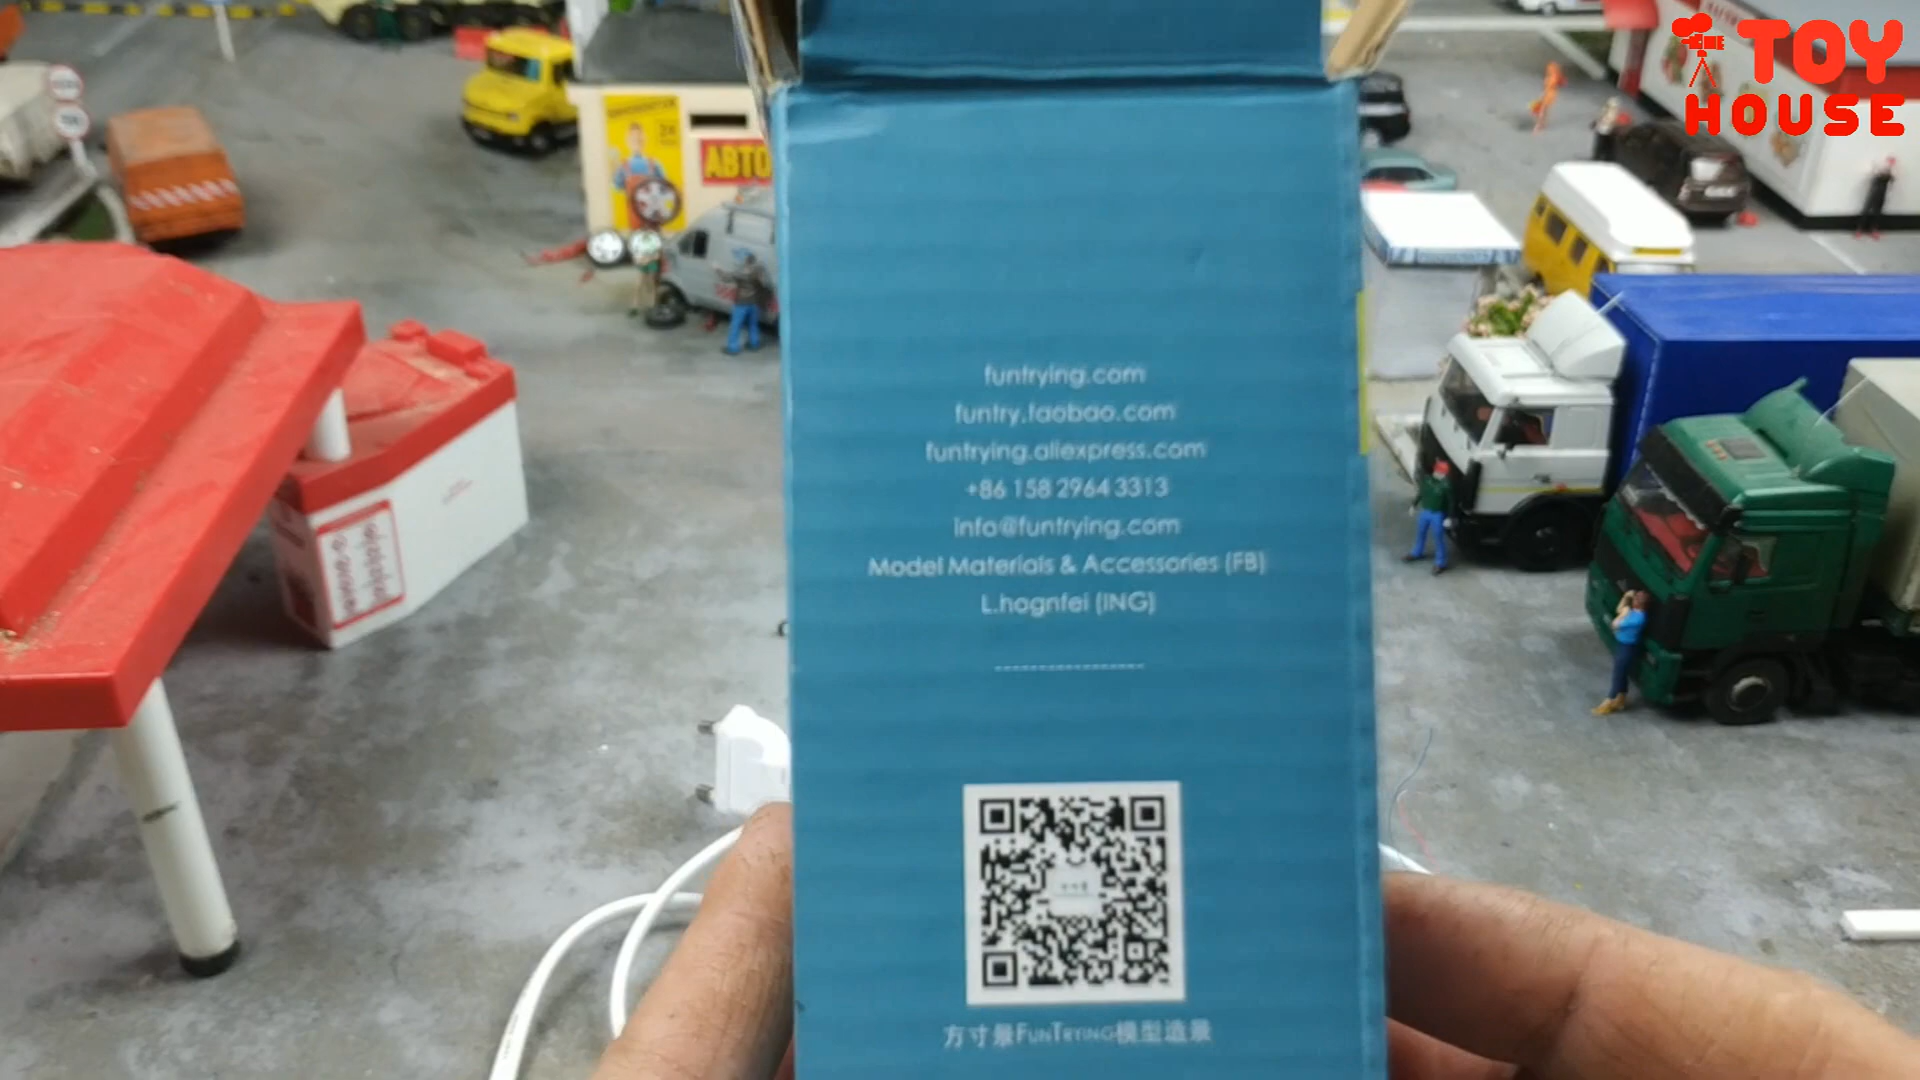 TOY
HOUSE
АВТО
funtrying.com
funtry.taobao.com
funtrying.aliexpress.com
+86 158 2964 3313
info@funtrying.com
Model Materials & Accessories (FB)
L.hognfei (ING)
方寸景FUNTRYING模型造景